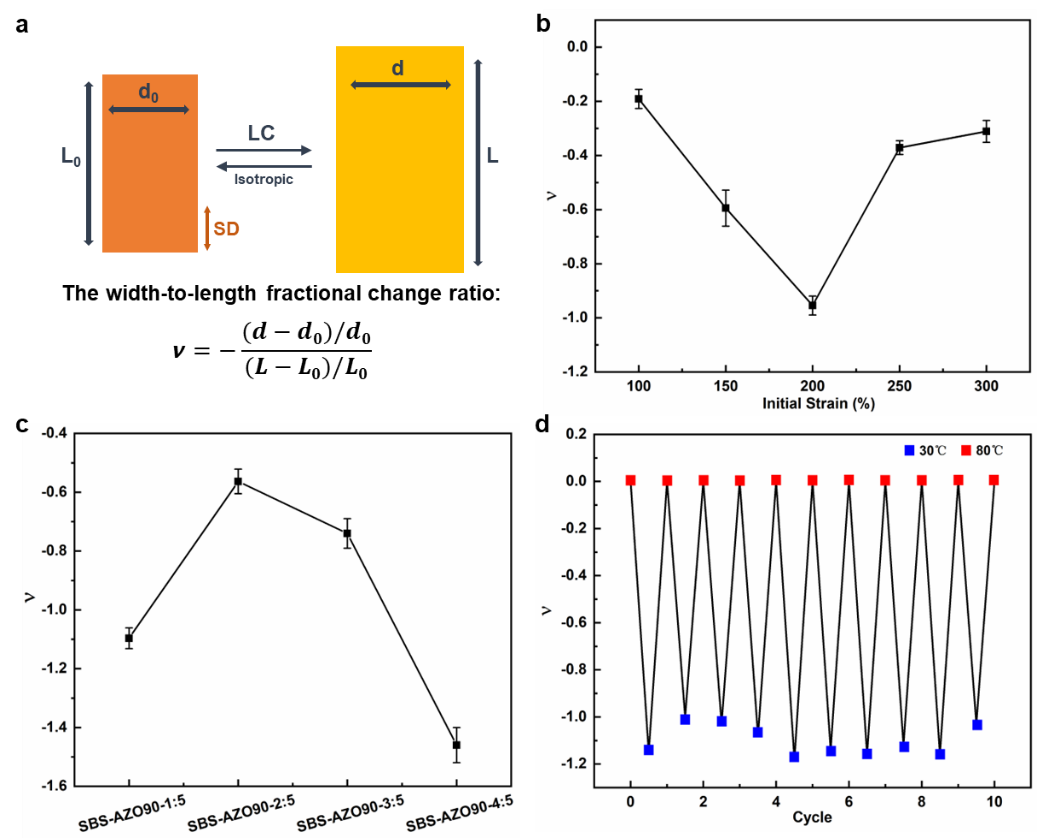 a
d₀
L₀
SD
LC
Isotropic
d
L
The width-to-length fractional change ratio:
ν = − (d − d₀)/d₀ / (L − L₀)/L₀
b
0.0
-0.2
-0.4
-0.6
-0.8
-1.0
-1.2
ν
100 150 200 250 300
Initial Strain (%)
c
-0.4
-0.6
-0.8
-1.0
-1.2
-1.4
-1.6
ν
SBS-AZO90-1:5 SBS-AZO90-2:5 SBS-AZO90-3:5 SBS-AZO90-4:5
d
30℃ 80℃
0.2
0.0
-0.2
-0.4
-0.6
-0.8
-1.0
-1.2
ν
0 2 4 6 8 10
Cycle